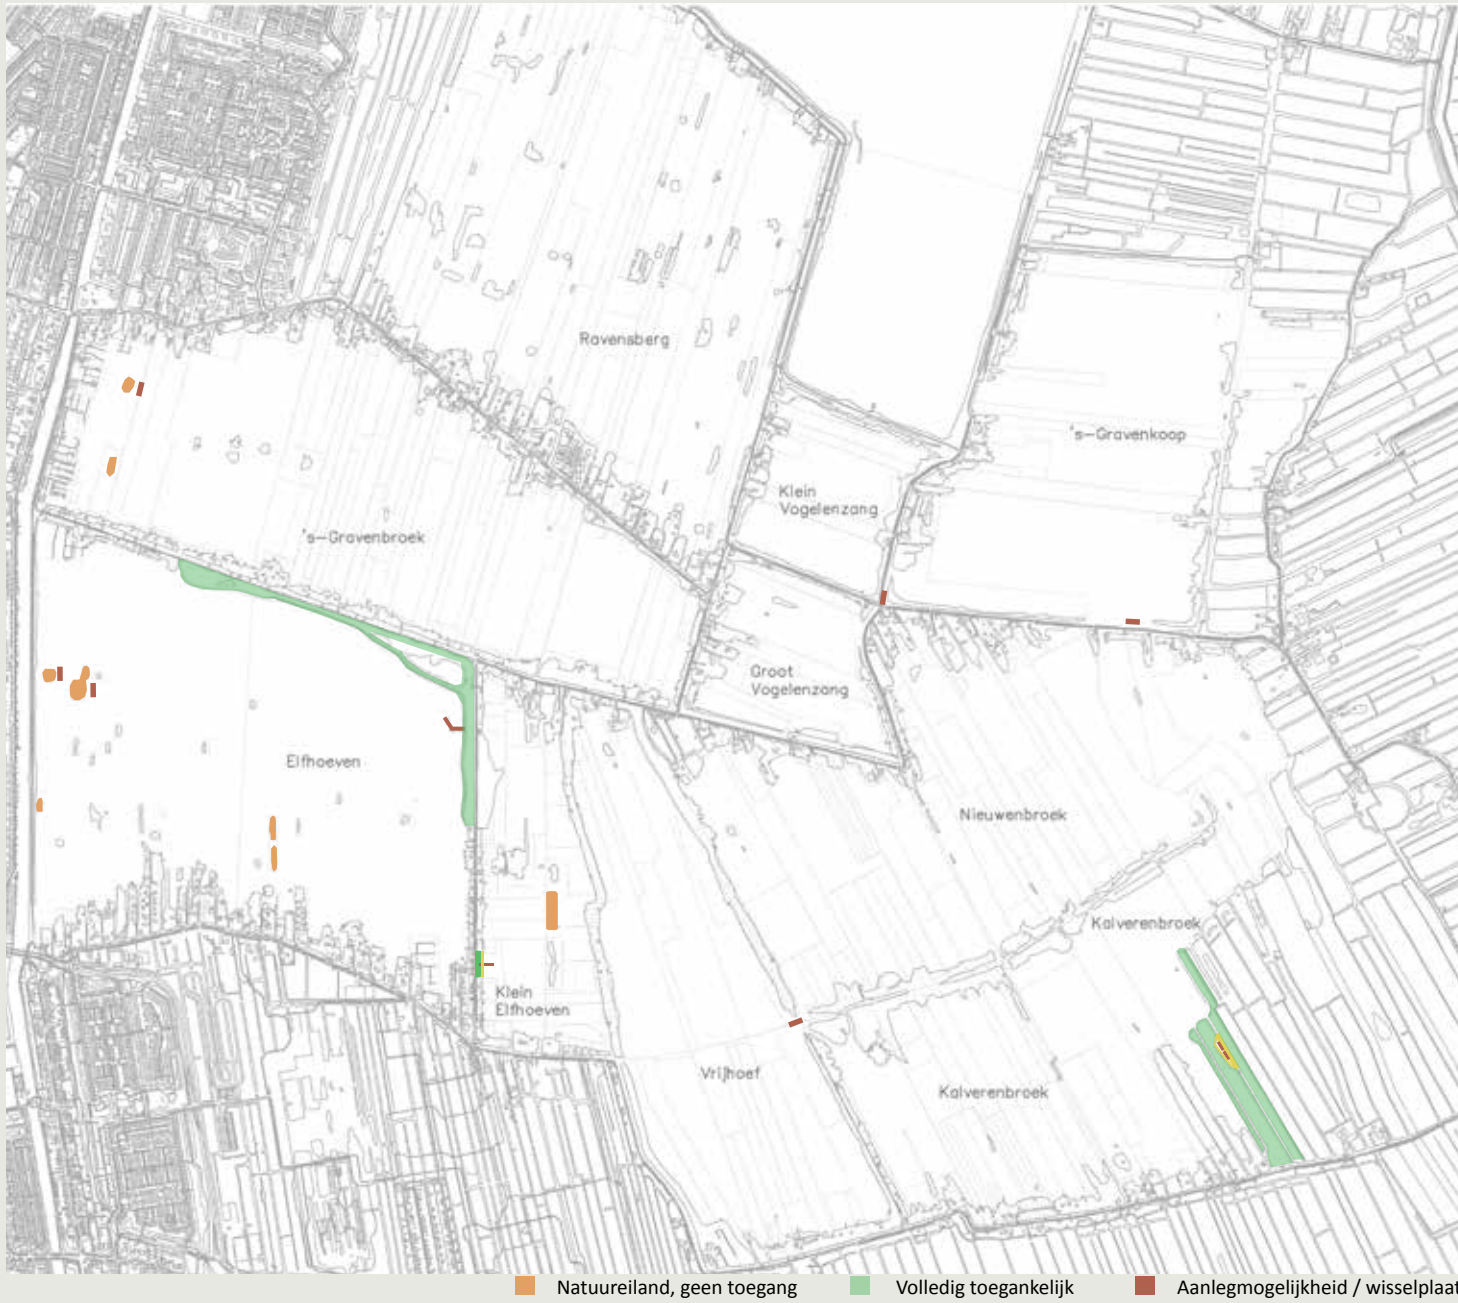 Ravensberg
's-Gravenkoop
Klein
Vogelenzang
's-Gravenbroek
Groot
Vogelenzang
Elfhoeven
Nieuwenbroek
Kalverenbroek
Klein
Elfhoeven
Vrijhoef
Kalverenbroek
Natuureiland, geen toegang
Volledig toegankelijk
Aanlegmogelijkheid / wisselplaat